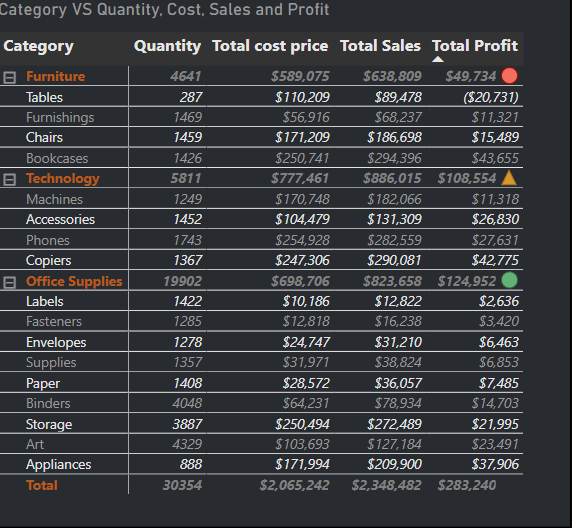 Category VS Quantity, Cost, Sales and Profit
Category Quantity Total cost price Total Sales Total Profit
Furniture 4641 $589,075 $638,809 $49,734
Tables 287 $110,209 $89,478 ($20,731)
Furnishings 1469 $56,916 $68,237 $11,321
Chairs 1459 $171,209 $186,698 $15,489
Bookcases 1426 $250,741 $294,396 $43,655
Technology 5811 $777,461 $886,015 $108,554
Machines 1249 $170,748 $182,066 $11,318
Accessories 1452 $104,479 $131,309 $26,830
Phones 1743 $254,928 $282,559 $27,631
Copiers 1367 $247,306 $290,081 $42,775
Office Supplies 19902 $698,706 $823,658 $124,952
Labels 1422 $10,186 $12,822 $2,636
Fasteners 1285 $12,818 $16,238 $3,420
Envelopes 1278 $24,747 $31,210 $6,463
Supplies 1357 $31,971 $38,824 $6,853
Paper 1408 $28,572 $36,057 $7,485
Binders 4048 $64,231 $78,934 $14,703
Storage 3887 $250,494 $272,489 $21,995
Art 4329 $103,693 $127,184 $23,491
Appliances 888 $171,994 $209,900 $37,906
Total 30354 $2,065,242 $2,348,482 $283,240